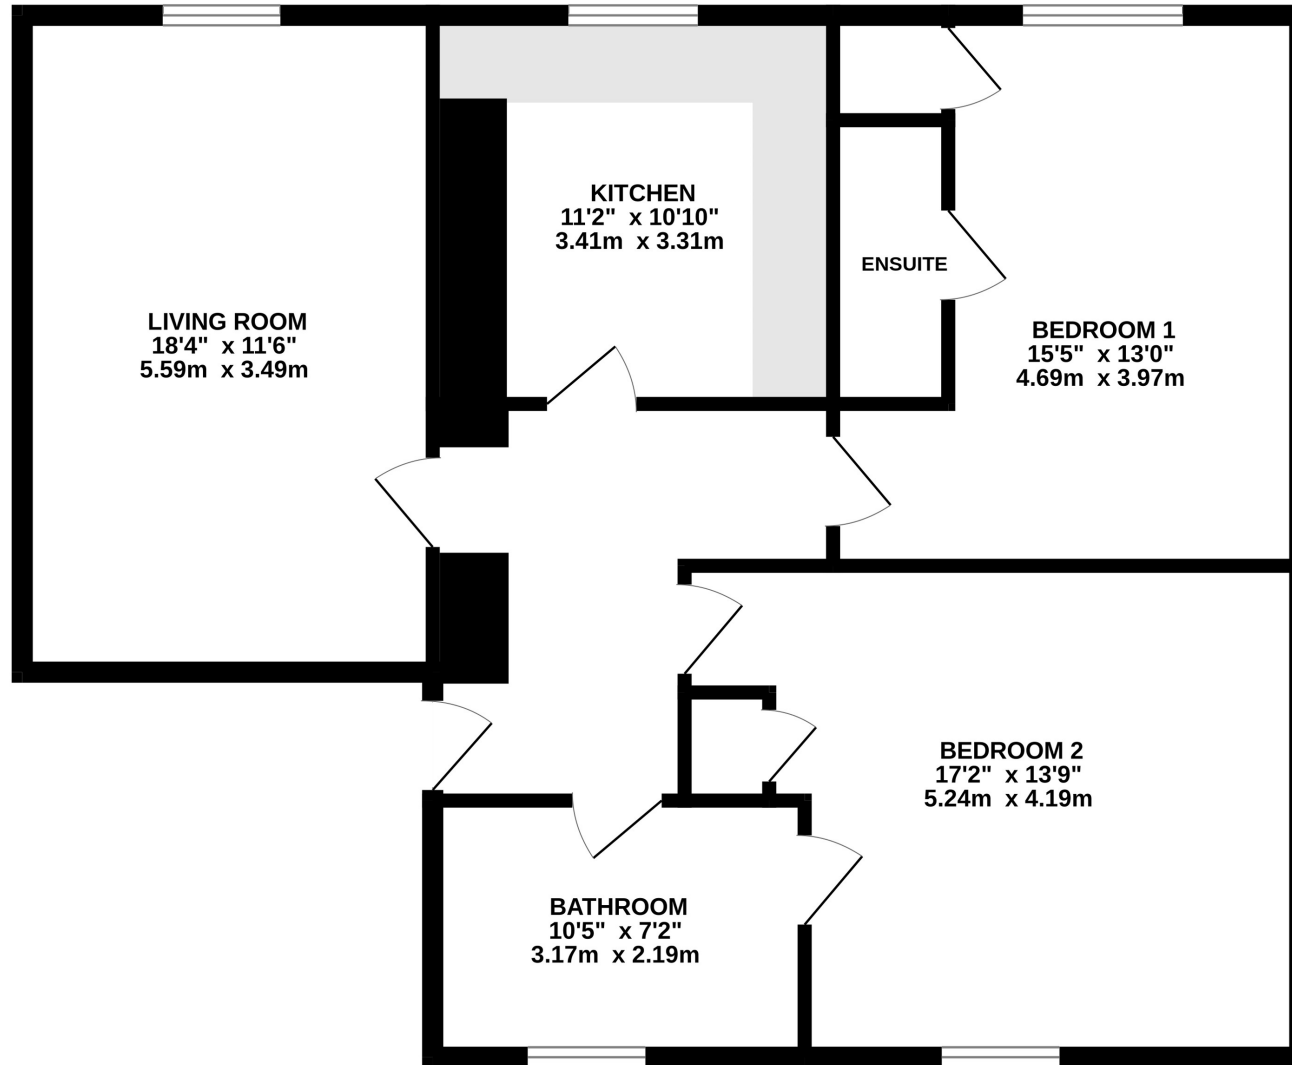 KITCHEN
11'2" x 10'10"
3.41m x 3.31m
ENSUITE
LIVING ROOM
18'4" x 11'6"
5.59m x 3.49m
BEDROOM 1
15'5" x 13'0"
4.69m x 3.97m
BEDROOM 2
17'2" x 13'9"
5.24m x 4.19m
BATHROOM
10'5" x 7'2"
3.17m x 2.19m